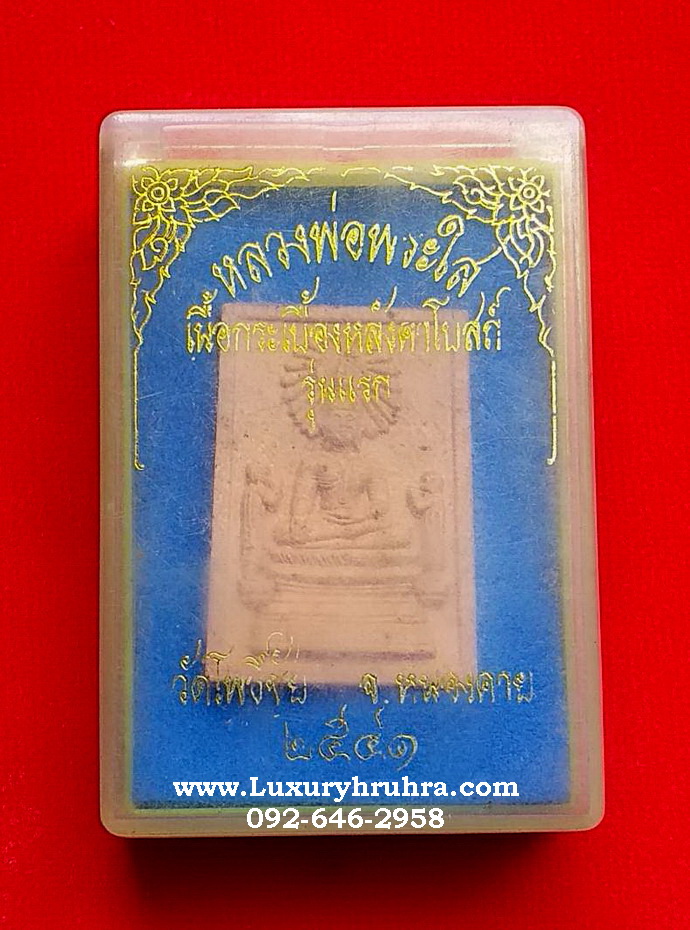 หลวงพ่อพระใส
เนื้อกระเบื้องหลังคาโบสถ์
รุ่นแรก
วัดโพธิ์ชัย จ.หนองคาย
๒๕๔๑
www.Luxuryhruhra.com
092-646-2958